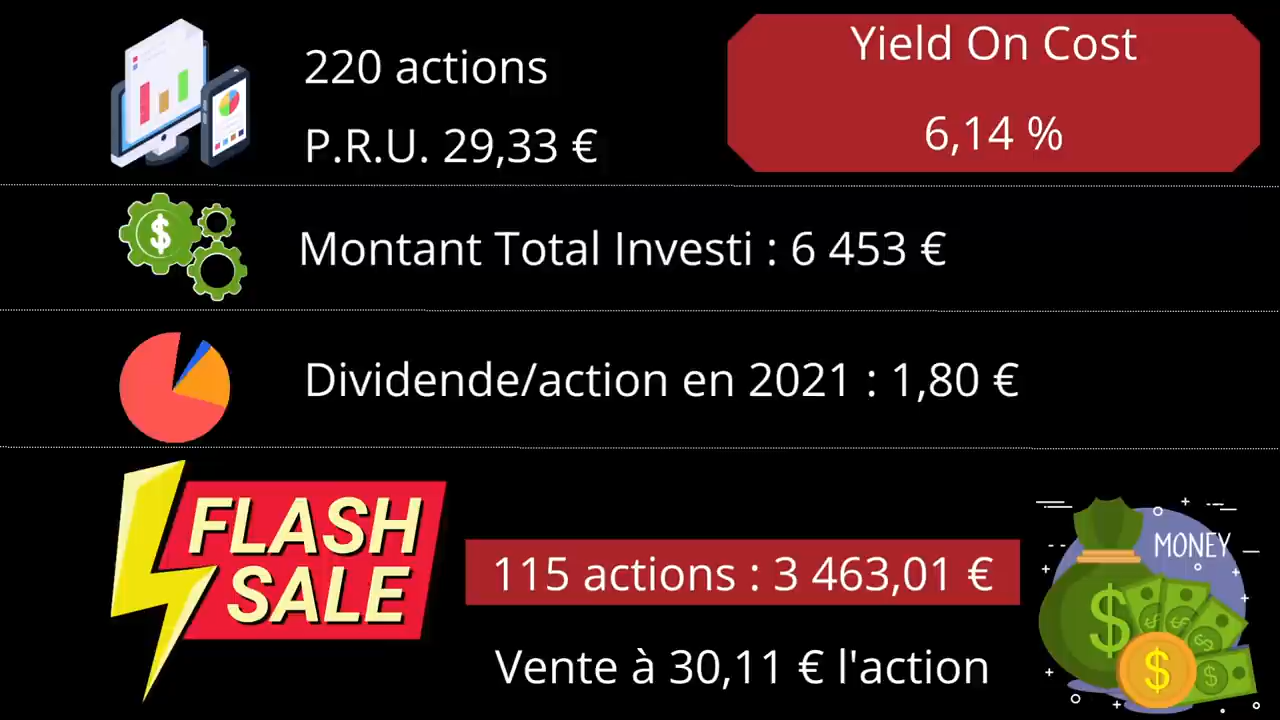 220 actions
P.R.U. 29,33 €
Yield On Cost
6,14 %
Montant Total Investi : 6 453 €
Dividende/action en 2021 : 1,80 €
FLASH
SALE
115 actions : 3 463,01 €
Vente à 30,11 € l'action
MONEY